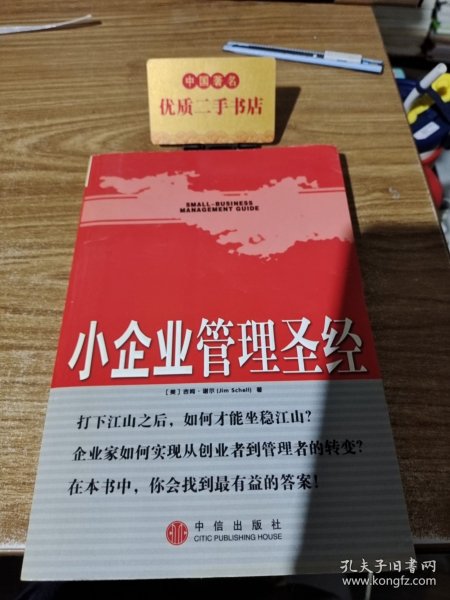 中国著名
优质二手书店
SMALL-BUSINESS
MANAGEMENT GUIDE
小企业管理圣经
[美]吉姆·谢尔(Jim Schell) 著
打下江山之后，如何才能坐稳江山？
企业家如何实现从创业者到管理者的转变？
在本书中，你会找到最有益的答案！
中信出版社
CITIC PUBLISHING HOUSE
孔夫子旧书网
www.kongfz.com